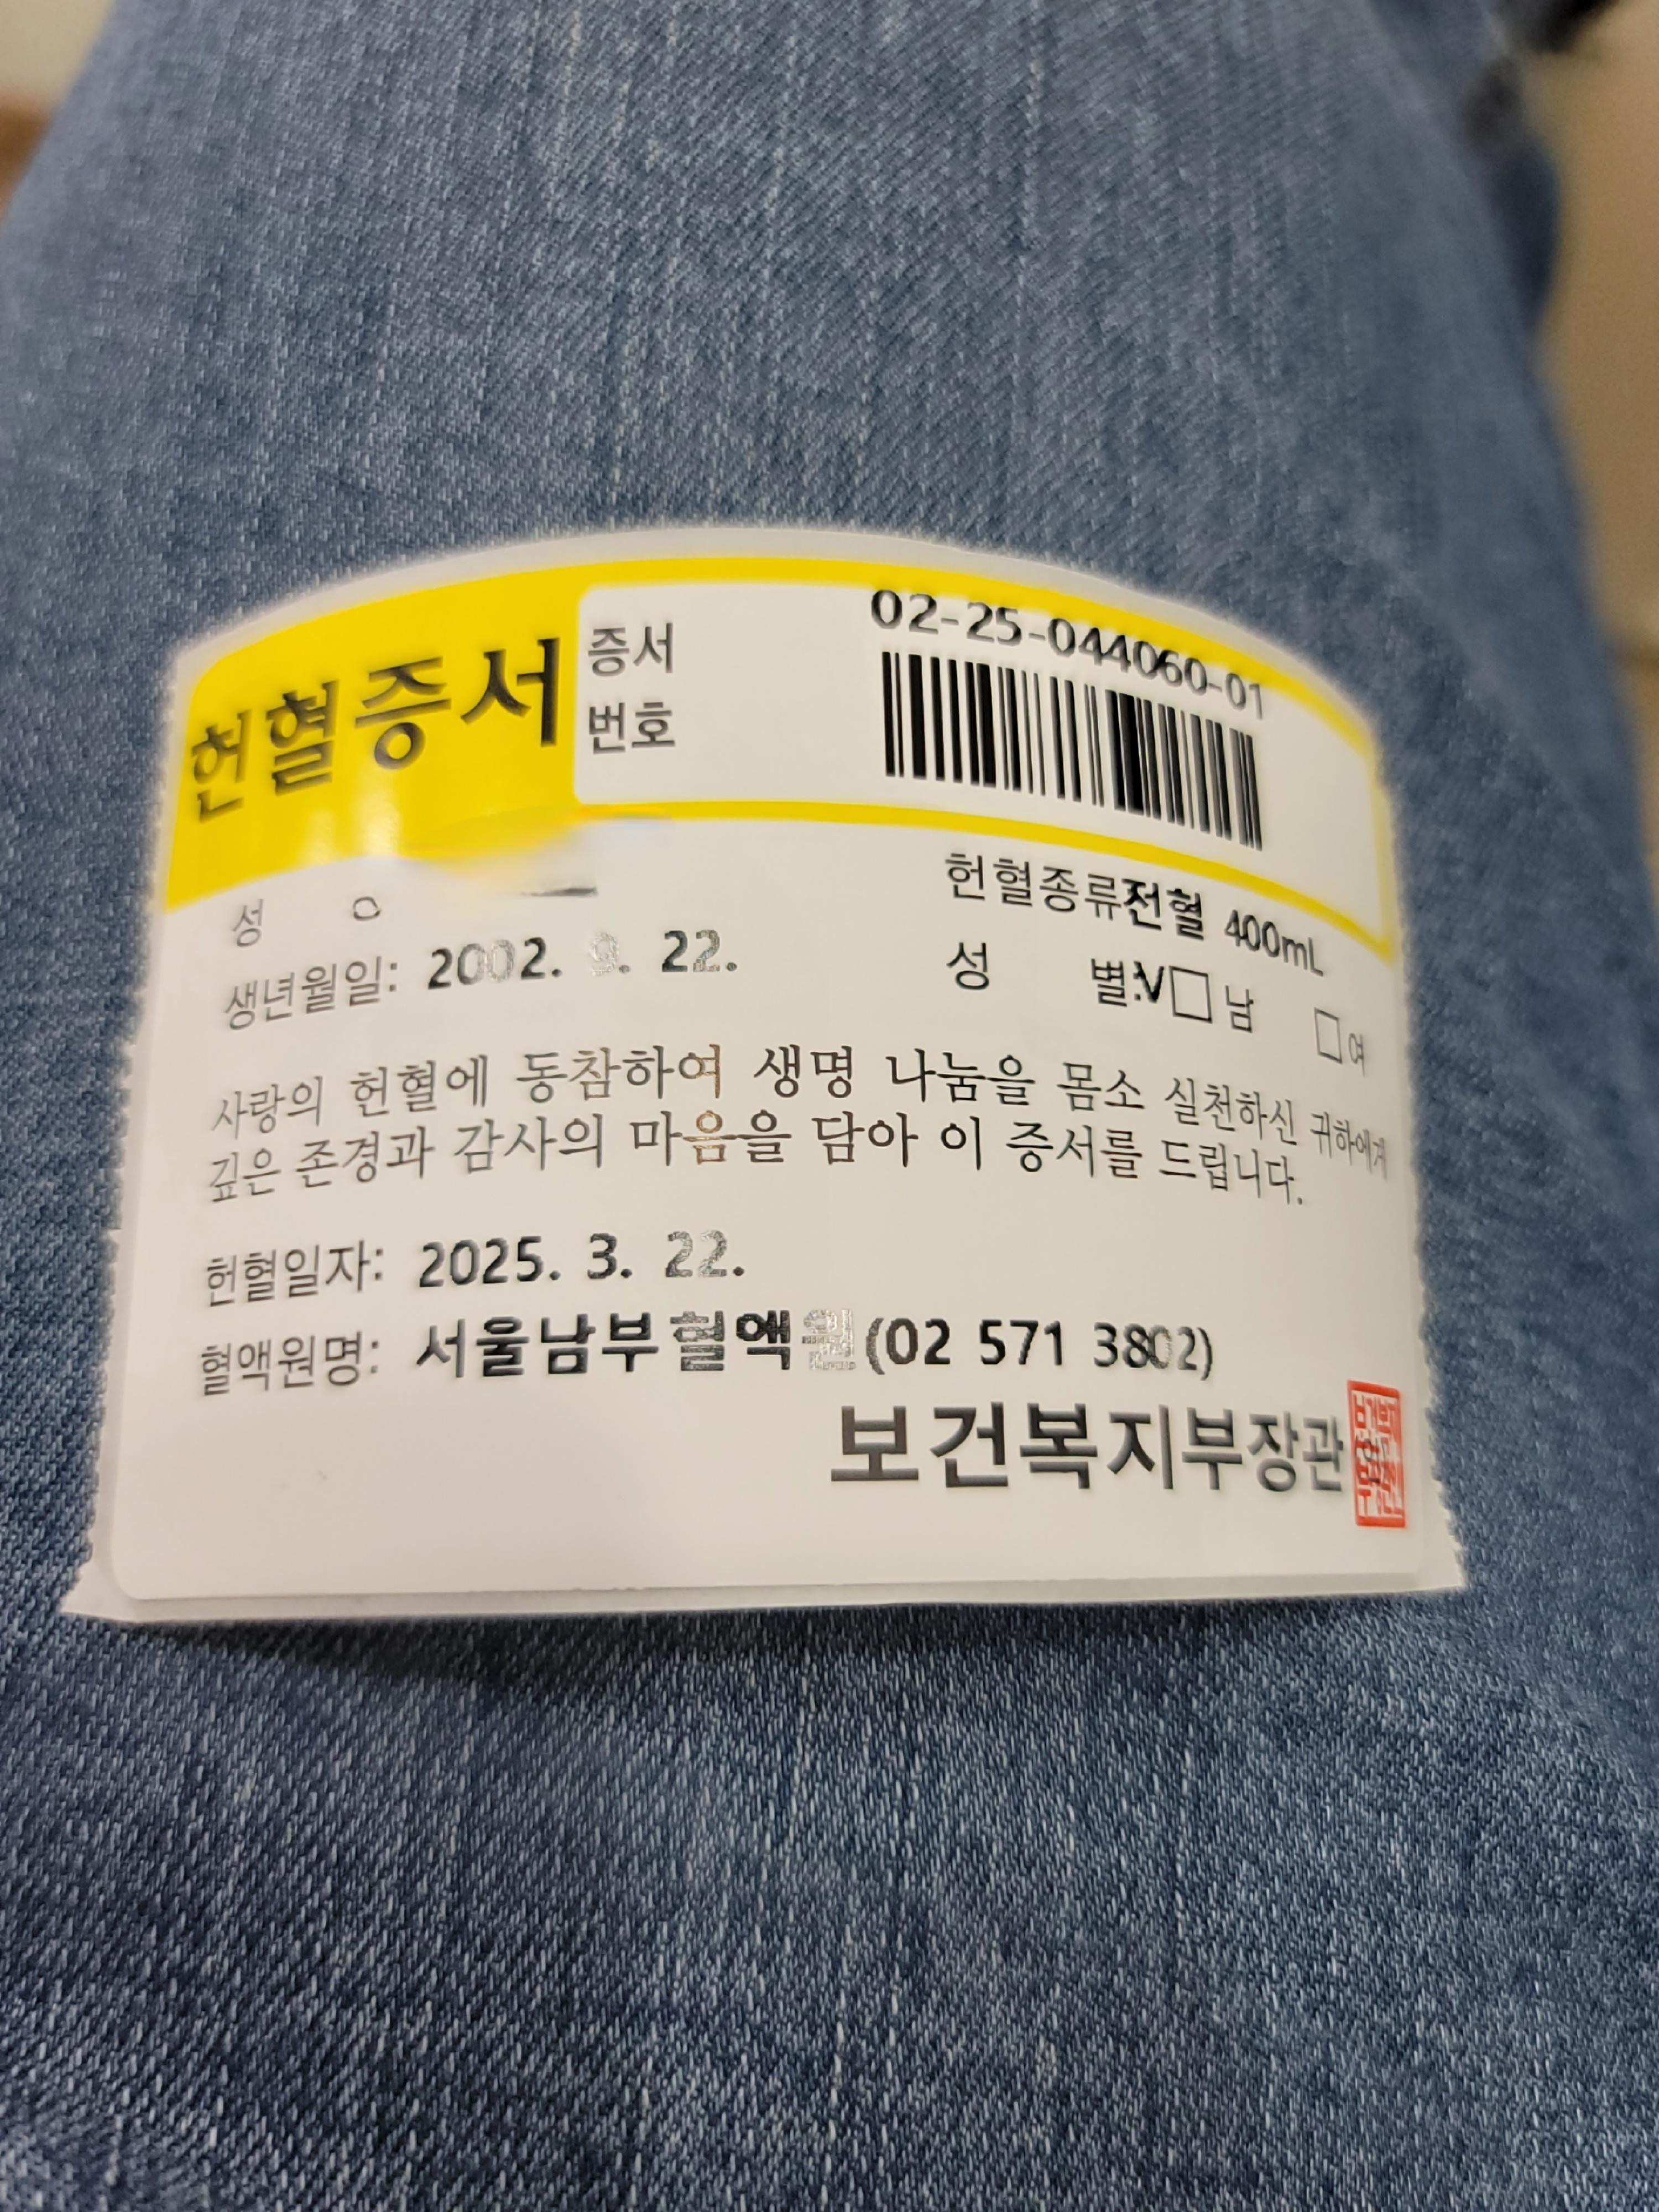 헌혈증서
증서
번호
02-25-044060-01
헌혈종류전혈 400mL
성
생년월일: 2002. 22.
성 별:V□남 □여
사랑의 헌혈에 동참하여 생명 나눔을 몸소 실천하신 귀하에게
깊은 존경과 감사의 마음을 담아 이 증서를 드립니다.
헌혈일자: 2025. 3. 22.
혈액원명: 서울남부혈액원(02 571 3802)
보건복지부장관